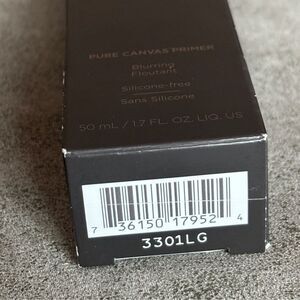 PURE CANVAS PRIMER
Blurring
Floutant
Silicone-free
Sans Silicone
50 mL / 1.7 FL. OZ. LIQ. US
7 36150 17952 4
3301LG